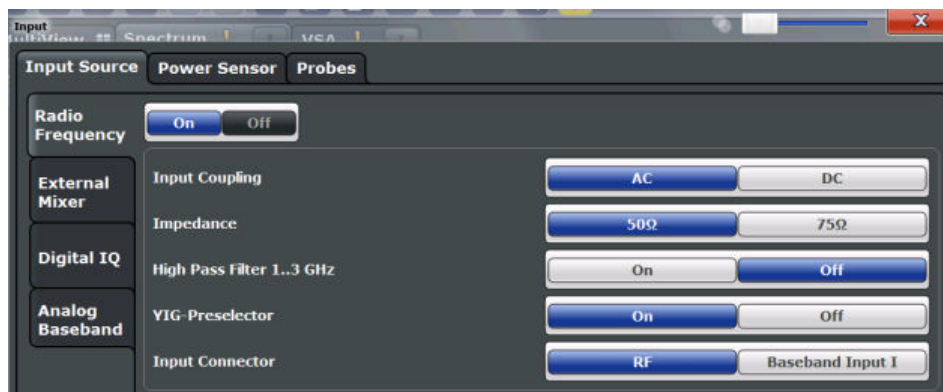 Input
MultiView Spectrum ! VSA !
X
Input Source Power Sensor Probes
Radio
Frequency
On Off
External
Mixer
Digital IQ
Analog
Baseband
Input Coupling AC DC
Impedance 50Ω 75Ω
High Pass Filter 1..3 GHz On Off
YIG-Preselector On Off
Input Connector RF Baseband Input I